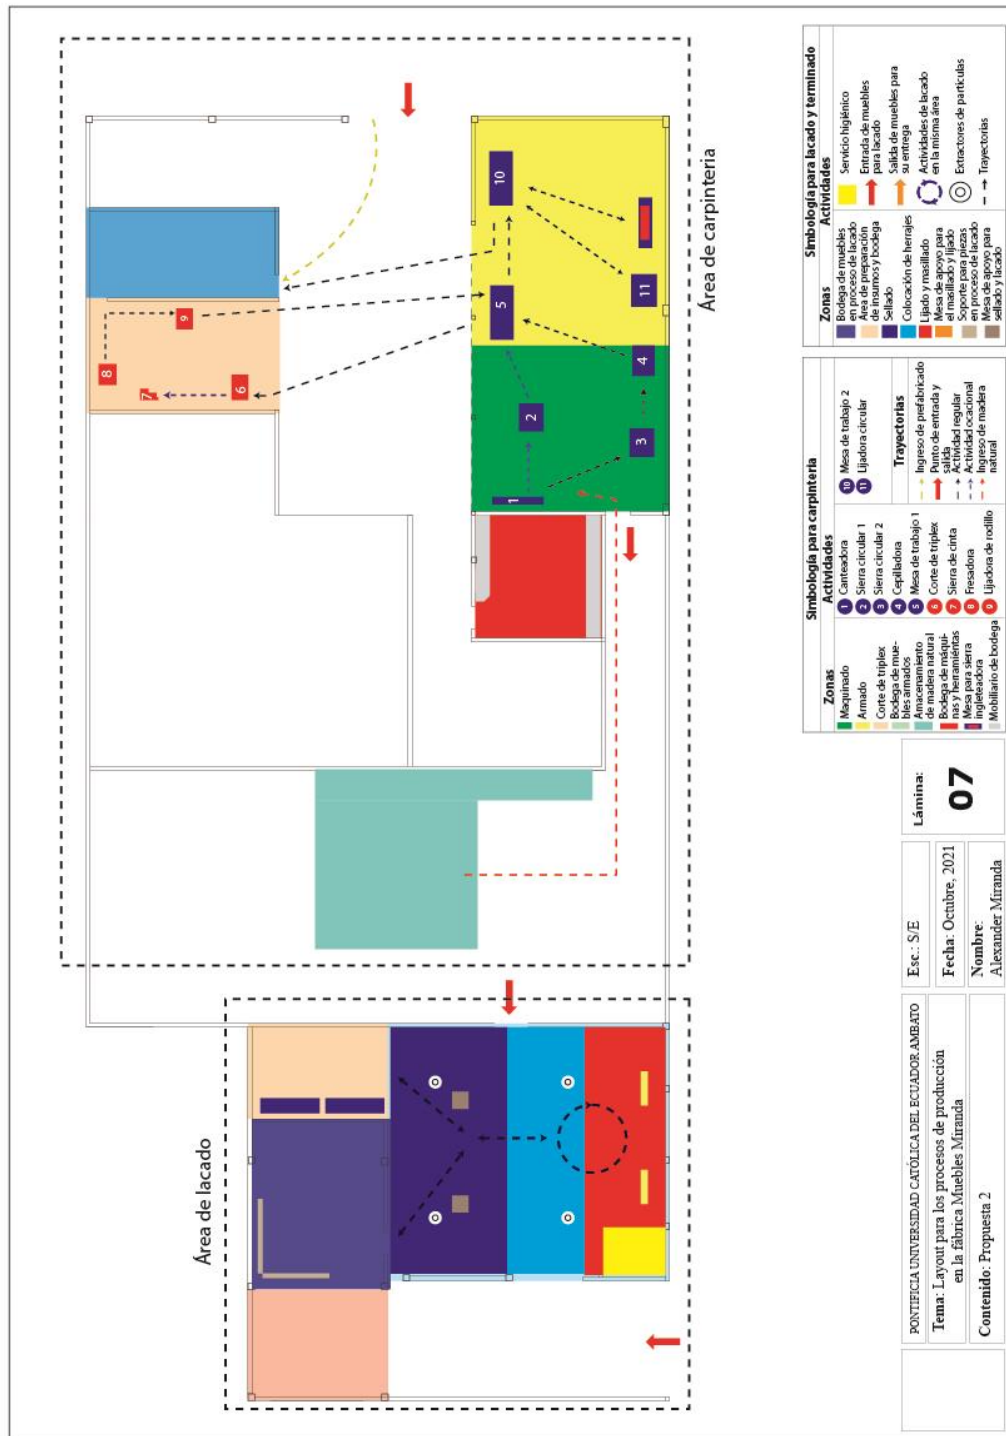 Área de carpinteria
10
11
5
4
2
3
1
8
9
7
6
Área de lacado
Simbología para carpinteria
Zonas
Actividades
Maquinado
Armado
Corte de triplex
Bodega de mue-
bles armados
Amacenamiento
de madera natural
Bodega de máqui-
nas y herramiéntas
Mesa para sierra
ingleteadora
Mobiliario de bodega
1 Canteadora
2 Sierra circular 1
3 Sierra circular 2
4 Cepilladora
5 Mesa de trabajo 1
6 Corte de triplex
7 Sierra de cinta
8 Fresadora
9 Lijadora de rodillo
10 Mesa de trabajo 2
11 Lijadora circular
Trayectorias
Ingreso de prefabricado
Punto de entrada y
salida
Actividad regular
Actividad ocacional
Ingreso de madera
natural
Simbología para lacado y terminado
Zonas
Actividades
Bodega de muebles
en proceso de lacado
Área de preparación
de insumos y bodega
Sellado
Colocación de herrajes
Lijado y masillado
Mesa de apoyo para
el masillado y lijado
Soporte para piezas
en proceso de lacado
Mesa de apoyo para
sellado y lacado
Servicio higiénico
Entrada de muebles
para lacado
Salida de muebles para
su entrega
Actividades de lacado
en la misma área
Extractores de partículas
Trayectorias
PONTIFICIA UNIVERSIDAD CATÓLICA DEL ECUADOR AMBATO
Tema: Layout para los procesos de producción
en la fábrica Muebles Miranda
Contenido: Propuesta 2
Esc.: S/E
Fecha: Octubre, 2021
Nombre:
Alexander Miranda
Lámina:
07